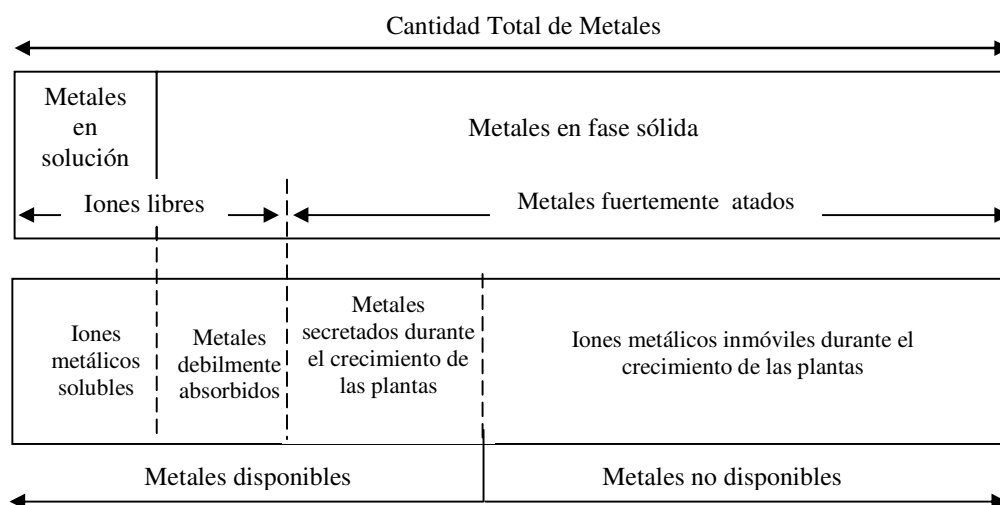 Cantidad Total de Metales
Metales
en
solución
Metales en fase sólida
Iones libres
Metales fuertemente atados
Iones
metálicos
solubles
Metales
debilmente
absorbidos
Metales
secretados durante
el crecimiento de
las plantas
Iones metálicos inmóviles durante el
crecimiento de las plantas
Metales disponibles
Metales no disponibles